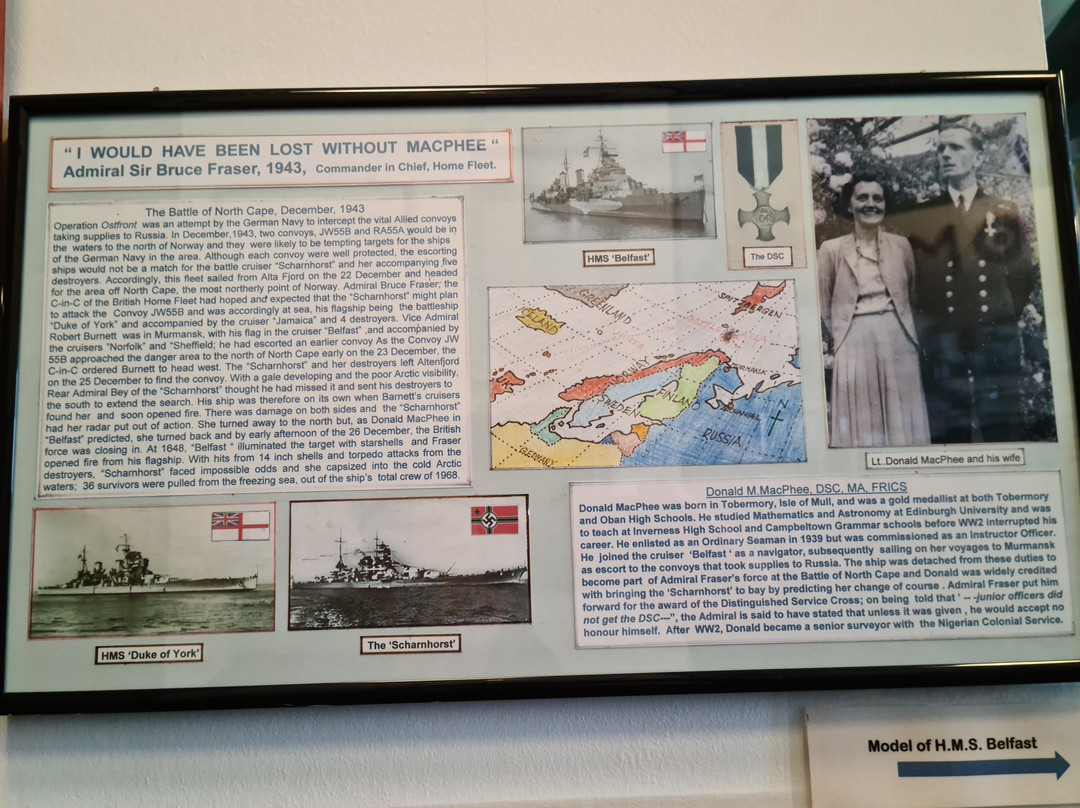 " I WOULD HAVE BEEN LOST WITHOUT MACPHEE "
Admiral Sir Bruce Fraser, 1943, Commander in Chief, Home Fleet.
The Battle of North Cape, December, 1943
Operation Ostfront was an attempt by the German Navy to intercept the vital Allied convoys
taking supplies to Russia. In December,1943, two convoys, JW55B and RA55A would be in
the waters to the north of Norway and they were likely to be tempting targets for the ships
of the German Navy in the area. Although each convoy were well protected, the escorting
ships would not be a match for the battle cruiser "Scharnhorst" and her accompanying five
destroyers. Accordingly, this fleet sailed from Alta Fjord on the 22 December and headed
for the area off North Cape, the most northerly point of Norway. Admiral Bruce Fraser, the
C-in-C of the British Home Fleet had hoped and expected that the "Scharnhorst" might plan
to attack the Convoy JW55B and was accordingly at sea, his flagship being the battleship
"Duke of York" and accompanied by the cruiser "Jamaica" and 4 destroyers. Vice Admiral
Robert Burnett was in Murmansk, with his flag in the cruiser "Belfast" ,and accompanied by
the cruisers "Norfolk" and "Sheffield; he had escorted an earlier convoy As the Convoy JW
55B approached the danger area to the north of North Cape early on the 23 December, the
C-in-C ordered Burnett to head west. The "Scharnhorst" and her destroyers left Altenfjord
on the 25 December to find the convoy. With a gale developing and the poor Arctic visibility,
Rear Admiral Bey of the "Scharnhorst" thought he had missed it and sent his destroyers to
the south to extend the search. His ship was therefore on its own when Barnett's cruisers
found her and soon opened fire. There was damage on both sides and the "Scharnhorst"
had her radar put out of action. She turned away to the north but, as Donald MacPhee in
"Belfast" predicted, she turned back and by early afternoon of the 26 December, the British
force was closing in. At 1648, "Belfast " illuminated the target with starshells and Fraser
opened fire from his flagship. With hits from 14 inch shells and torpedo attacks from the
destroyers, "Scharnhorst" faced impossible odds and she capsized into the cold Arctic
waters; 36 survivors were pulled from the freezing sea, out of the ship's total crew of 1968.
HMS 'Belfast'
The DSC
GREENLAND
SPITZBERGEN
ICELAND
NORWAY
MURMANSK
SWEDEN
FINLAND
ARCHANGEL
N
RUSSIA
GERMANY
Lt.Donald MacPhee and his wife
HMS 'Duke of York'
The 'Scharnhorst'
Donald M.MacPhee, DSC, MA, FRICS
Donald MacPhee was born in Tobermory, Isle of Mull, and was a gold medallist at both Tobermory
and Oban High Schools. He studied Mathematics and Astronomy at Edinburgh University and was
to teach at Inverness High School and Campbeltown Grammar schools before WW2 interrupted his
career. He enlisted as an Ordinary Seaman in 1939 but was commissioned as an Instructor Officer.
He joined the cruiser 'Belfast ' as a navigator, subsequently sailing on her voyages to Murmansk
as escort to the convoys that took supplies to Russia. The ship was detached from these duties to
become part of Admiral Fraser's force at the Battle of North Cape and Donald was widely credited
with bringing the 'Scharnhorst' to bay by predicting her change of course . Admiral Fraser put him
forward for the award of the Distinguished Service Cross; on being told that ' -- -junior officers did
not get the DSC---", the Admiral is said to have stated that unless it was given , he would accept no
honour himself. After WW2, Donald became a senior surveyor with the Nigerian Colonial Service.
Model of H.M.S. Belfast